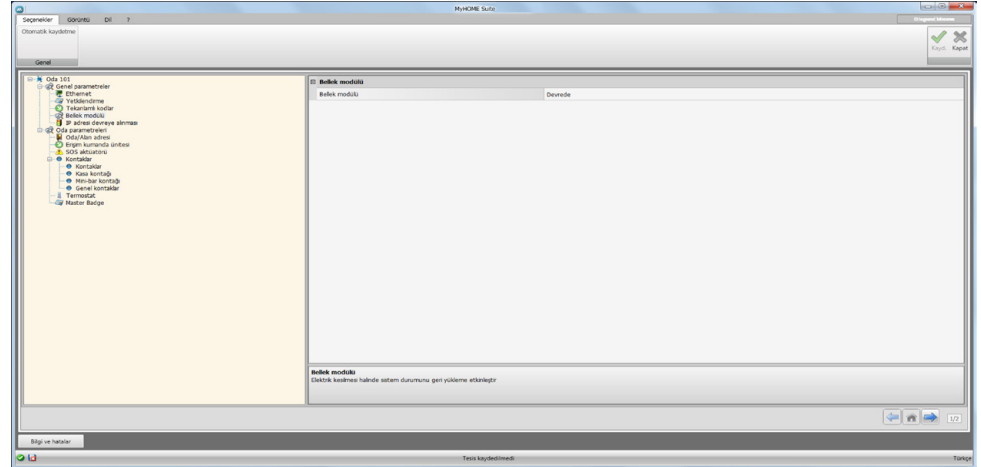 MyHOME Suite
Seçenekler Görüntü Dil ?
Otomatik kaydetme
Kayd. Kapat
Genel
Oda 101
Genel parametreler
Ethernet
Yetkilendirme
Tekanlamlı kodlar
Bellek modülü
IP adresi devreye alınması
Oda parametreleri
Oda/Alan adresi
Erişim kumanda ünitesi
SOS aktüatörü
Kontaklar
Kontaklar
Kasa kontağı
Mini-bar kontağı
Genel kontaklar
Termostat
Master Badge
Bellek modülü
Bellek modülü Devrede
Bellek modülü
Elektrik kesilmesi halinde sistem durumunu geri yükleme etkinleştir
1/2
Bilgi ve hatalar
Tesis kaydedilmedi
Türkçe